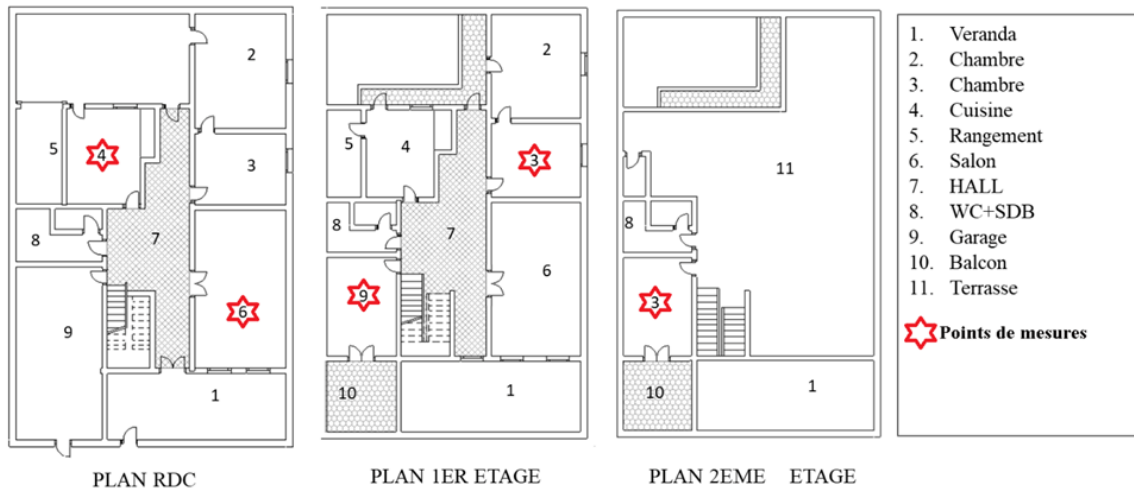 2
5
4
3
8
7
6
9
1
PLAN RDC
2
5
4
3
8
7
6
9
10
1
PLAN 1ER ETAGE
11
8
3
10
1
PLAN 2EME ETAGE
1. Veranda
2. Chambre
3. Chambre
4. Cuisine
5. Rangement
6. Salon
7. HALL
8. WC+SDB
9. Garage
10. Balcon
11. Terrasse
Points de mesures